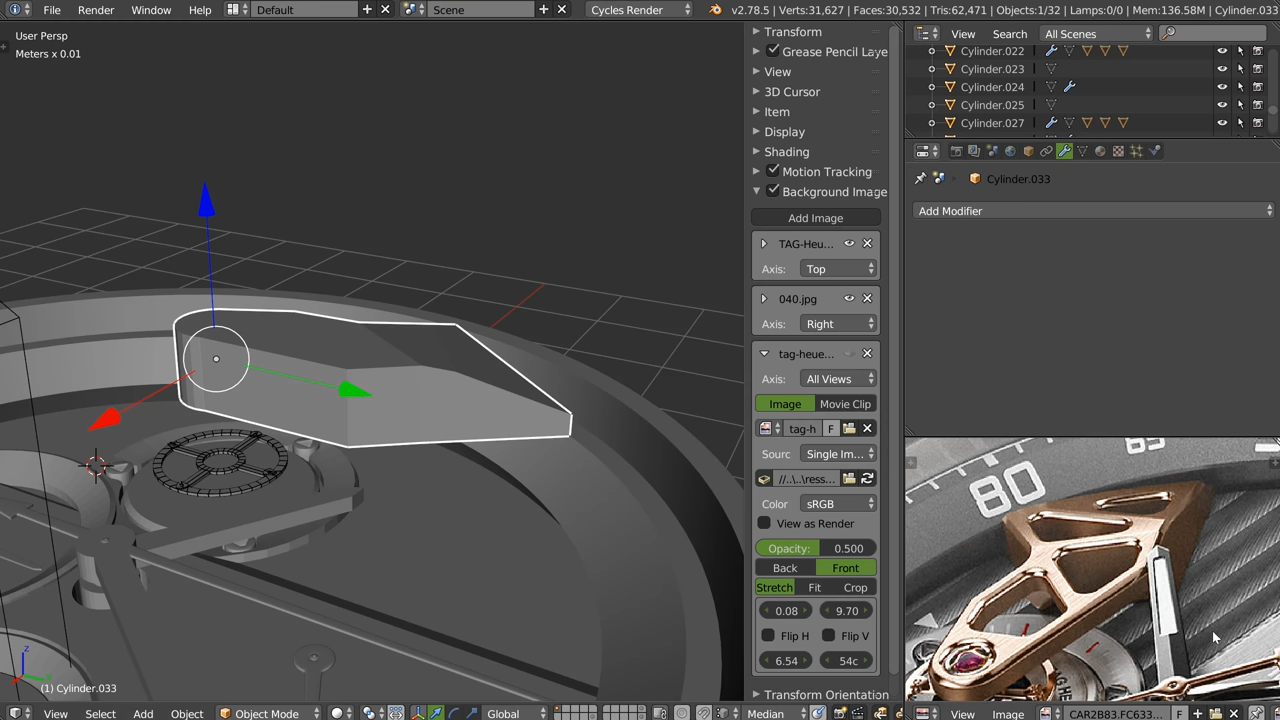 File Render Window Help Default Scene Cycles Render v2.78.5 | Verts:31,627 | Faces:30,532 | Tris:62,471 | Objects:1/32 | Lamps:0/0 | Mem:136.58M | Cylinder.033
User Persp
Meters x 0.01
(1) Cylinder.033
View Select Add Object Object Mode Global Median
Transform
Grease Pencil Laye
View
3D Cursor
Item
Display
Shading
Motion Tracking
Background Image
Add Image
TAG-Heu...
Axis: Top
040.jpg
Axis: Right
tag-heue...
Axis: All Views
Image Movie Clip
tag-h F
Sourc Single Im...
//..\..\ress...
Color sRGB
View as Render
Opacity: 0.500
Back Front
Stretch Fit Crop
0.08 9.70
Flip H Flip V
6.54 54c
Transform Orientation
View Search All Scenes
Cylinder.022
Cylinder.023
Cylinder.024
Cylinder.025
Cylinder.027
Cylinder.033
Add Modifier
80
85
View Image CAR2B83.FC633... F
z